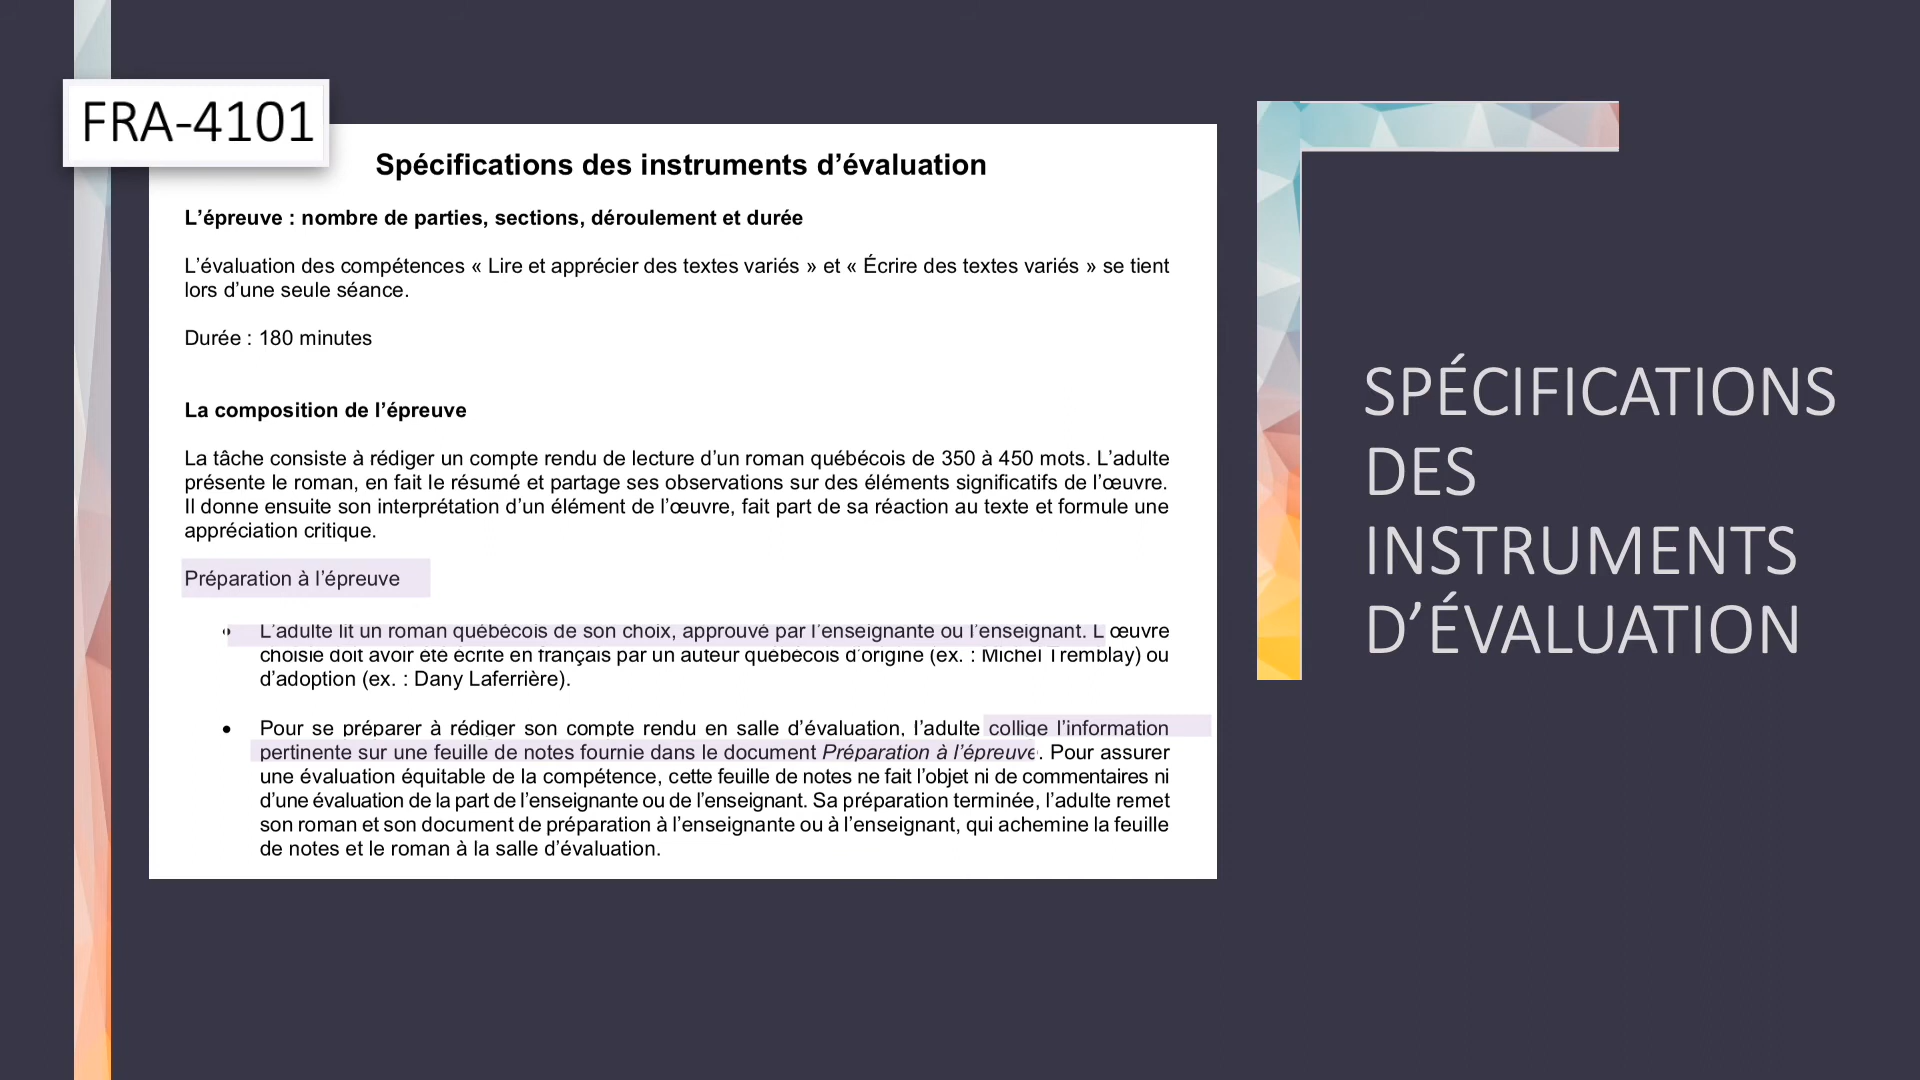 FRA-4101
Spécifications des instruments d’évaluation
L’épreuve : nombre de parties, sections, déroulement et durée
L’évaluation des compétences « Lire et apprécier des textes variés » et « Écrire des textes variés » se tient
lors d’une seule séance.
Durée : 180 minutes
La composition de l’épreuve
La tâche consiste à rédiger un compte rendu de lecture d’un roman québécois de 350 à 450 mots. L’adulte
présente le roman, en fait le résumé et partage ses observations sur des éléments significatifs de l’œuvre.
Il donne ensuite son interprétation d’un élément de l’œuvre, fait part de sa réaction au texte et formule une
appréciation critique.
Préparation à l’épreuve
• L’adulte lit un roman québécois de son choix, approuvé par l’enseignante ou l’enseignant. L œuvre
choisie doit avoir été écrite en français par un auteur québécois d’origine (ex. : Michel Tremblay) ou
d’adoption (ex. : Dany Laferrière).
• Pour se préparer à rédiger son compte rendu en salle d’évaluation, l’adulte collige l’information
pertinente sur une feuille de notes fournie dans le document Préparation à l’épreuve. Pour assurer
une évaluation équitable de la compétence, cette feuille de notes ne fait l’objet ni de commentaires ni
d’une évaluation de la part de l’enseignante ou de l’enseignant. Sa préparation terminée, l’adulte remet
son roman et son document de préparation à l’enseignante ou à l’enseignant, qui achemine la feuille
de notes et le roman à la salle d’évaluation.
SPÉCIFICATIONS
DES
INSTRUMENTS
D’ÉVALUATION